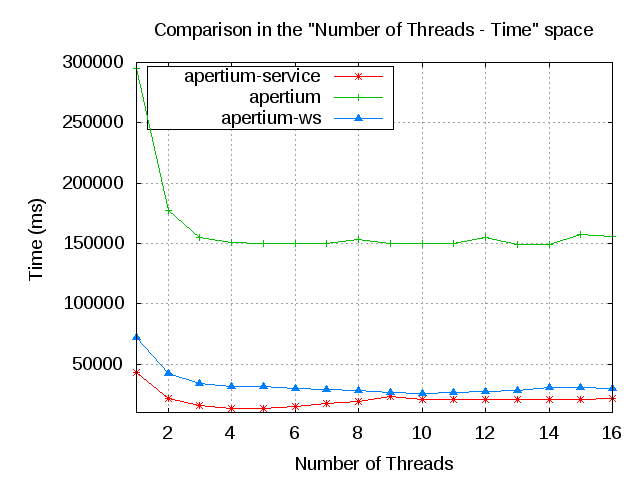 Comparison in the "Number of Threads - Time" space
300000
250000
200000
150000
100000
50000
Time (ms)
apertium-service
apertium
apertium-ws
2 4 6 8 10 12 14 16
Number of Threads